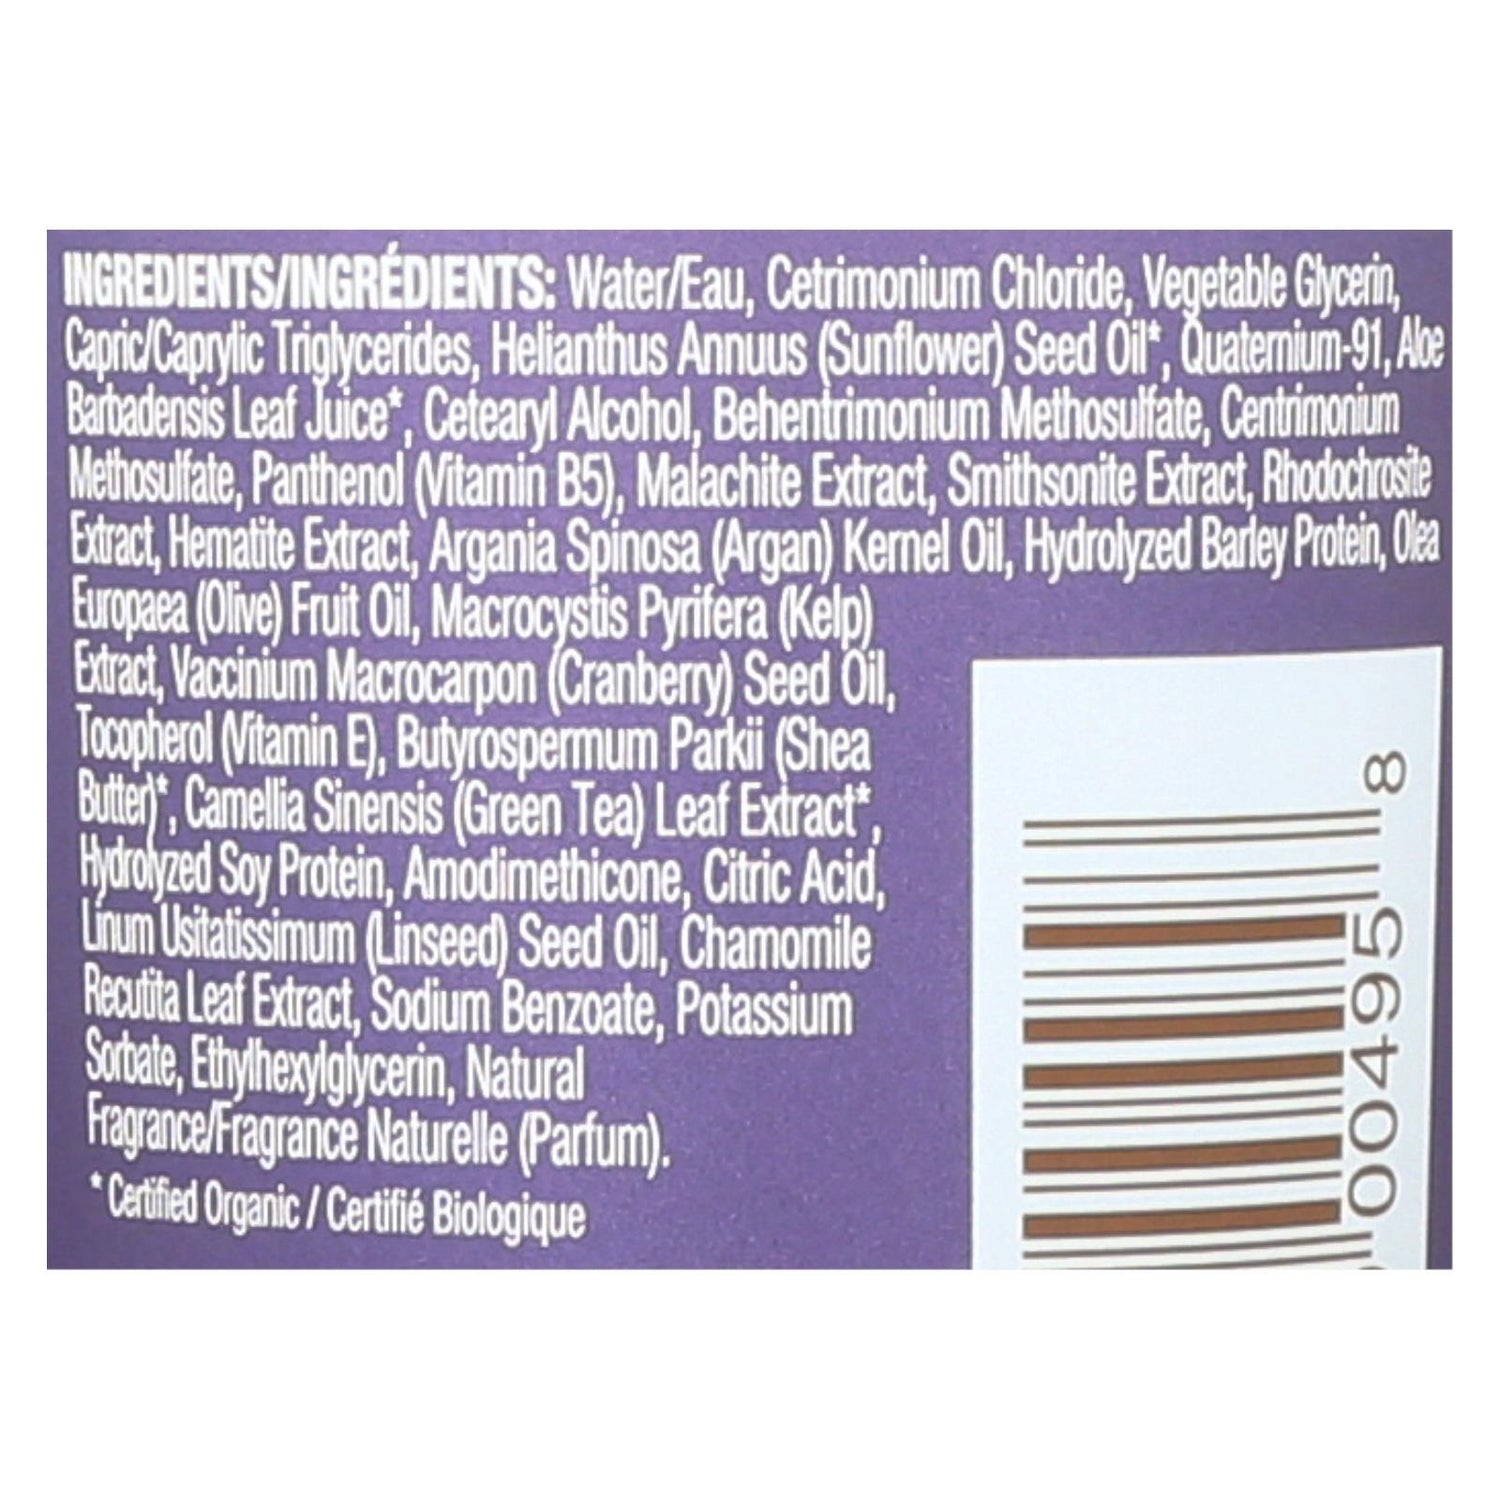 INGREDIENTS/INGRÉDIENTS: Water/Eau, Cetrimonium Chloride, Vegetable Glycerin,
Capric/Caprylic Triglycerides, Helianthus Annuus (Sunflower) Seed Oil*, Quaternium-91, Aloe
Barbadensis Leaf Juice*, Cetearyl Alcohol, Behentrimonium Methosulfate, Centrimonium
Methosulfate, Panthenol (Vitamin B5), Malachite Extract, Smithsonite Extract, Rhodochrosite
Extract, Hematite Extract, Argania Spinosa (Argan) Kernel Oil, Hydrolyzed Barley Protein, Olea
Europaea (Olive) Fruit Oil, Macrocystis Pyrifera (Kelp)
Extract, Vaccinium Macrocarpon (Cranberry) Seed Oil,
Tocopherol (Vitamin E), Butyrospermum Parkii (Shea
Butter)*, Camellia Sinensis (Green Tea) Leaf Extract*,
Hydrolyzed Soy Protein, Amodimethicone, Citric Acid,
Linum Usitatissimum (Linseed) Seed Oil, Chamomile
Recutita Leaf Extract, Sodium Benzoate, Potassium
Sorbate, Ethylhexylglycerin, Natural
Fragrance/Fragrance Naturelle (Parfum).
* Certified Organic / Certifié Biologique
00495 8